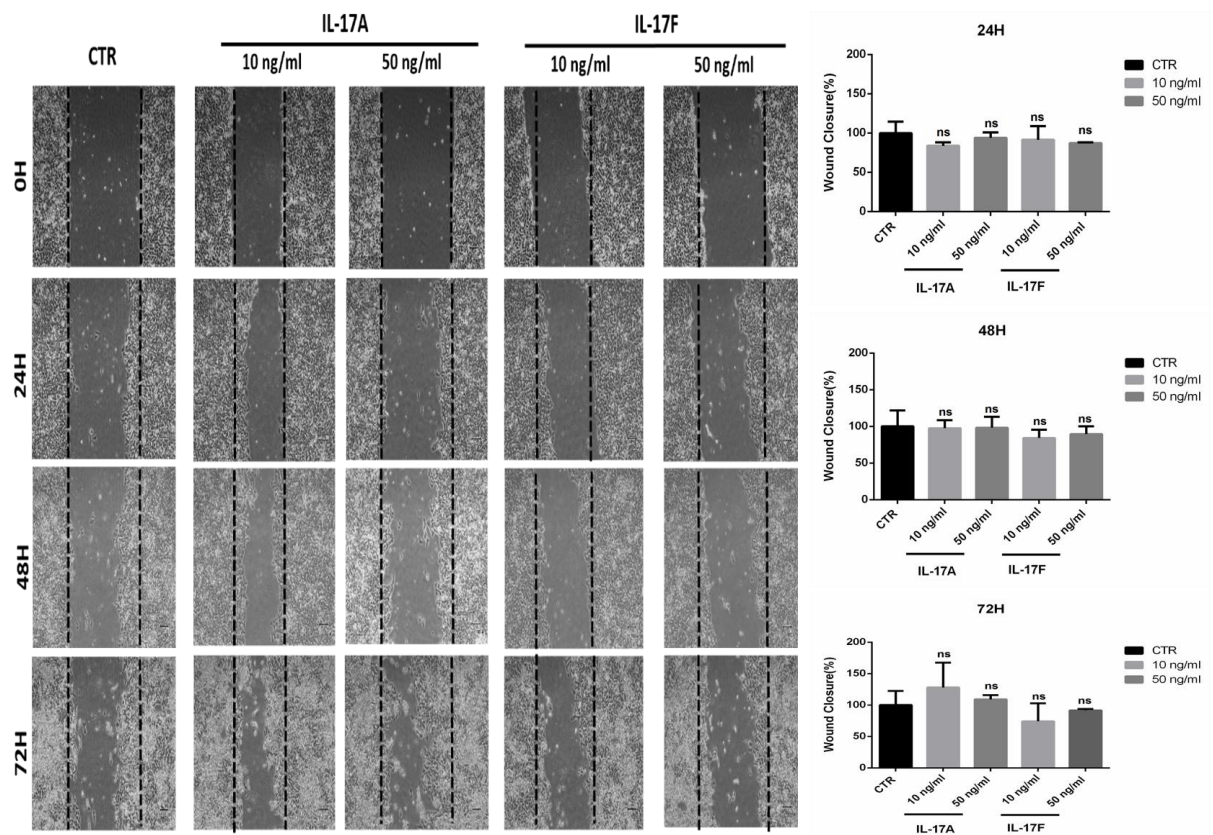 IL-17A
IL-17F
CTR
10 ng/ml
50 ng/ml
10 ng/ml
50 ng/ml
0H
24H
48H
72H
24H
Wound Closure(%)
200
150
100
50
0
ns
ns
ns
ns
CTR
10 ng/ml
50 ng/ml
10 ng/ml
50 ng/ml
IL-17A
IL-17F
CTR
10 ng/ml
50 ng/ml
48H
Wound Closure(%)
200
150
100
50
0
ns
ns
ns
ns
CTR
10 ng/ml
50 ng/ml
10 ng/ml
50 ng/ml
IL-17A
IL-17F
CTR
10 ng/ml
50 ng/ml
72H
Wound Closure(%)
200
150
100
50
0
ns
ns
ns
ns
CTR
10 ng/ml
50 ng/ml
10 ng/ml
50 ng/ml
IL-17A
IL-17F
CTR
10 ng/ml
50 ng/ml